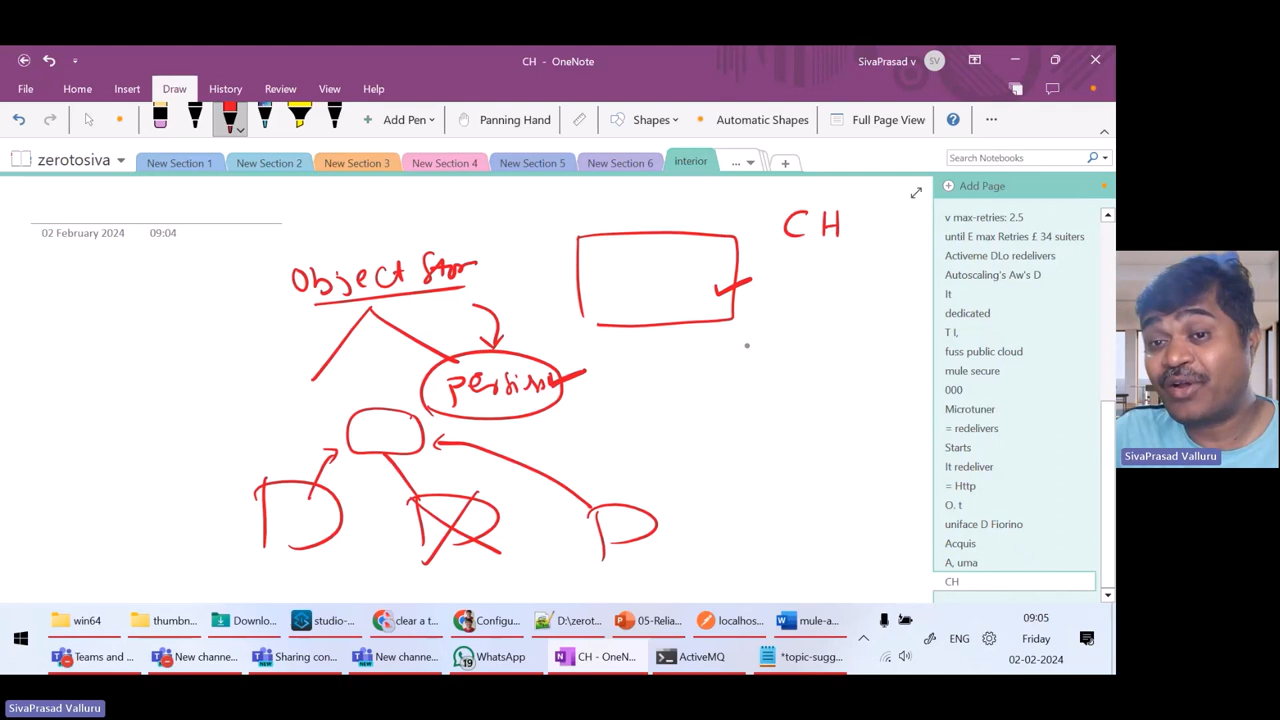 CH - OneNote
SivaPrasad v
SV
File
Home
Insert
Draw
History
Review
View
Help
Add Pen
Panning Hand
Shapes
Automatic Shapes
Full Page View
zerotosiva
New Section 1
New Section 2
New Section 3
New Section 4
New Section 5
New Section 6
interior
...
Search Notebooks
Add Page
02 February 2024
09:04
CH
Object
v max-retries: 2.5
until E max Retries £ 34 suiters
Activeme DLo redelivers
Autoscaling's Aw's D
It
dedicated
T I,
fuss public cloud
mule secure
000
Microtuner
= redelivers
Starts
It redeliver
= Http
O. t
uniface D Fiorino
Acquis
A, uma
CH
SivaPrasad Valluru
win64
thumbn...
Downlo...
studio-...
clear a t...
Configu...
D:\zerot...
05-Relia...
localhos...
mule-a...
ENG
09:05
Friday
02-02-2024
Teams and ...
New channe...
Sharing con...
New channe...
19
WhatsApp
CH - OneNo...
ActiveMQ
*topic-sugg...
SivaPrasad Valluru